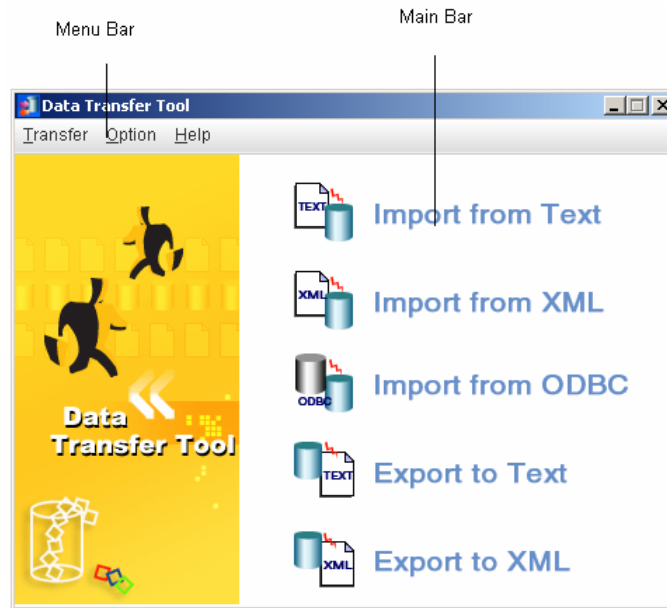 Menu Bar
Main Bar
Data Transfer Tool
Transfer Option Help
TEXT
Import from Text
XML
Import from XML
ODBC
Import from ODBC
TEXT
Export to Text
XML
Export to XML
Data
Transfer Tool